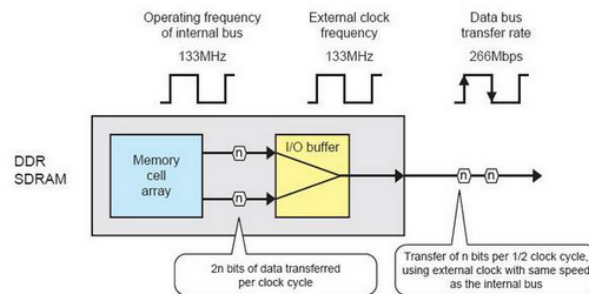 Operating frequency
of internal bus
External clock
frequency
Data bus
transfer rate
133MHz
133MHz
266Mbps
DDR
SDRAM
Memory
cell
array
n
n
I/O buffer
n
n
2n bits of data transferred
per clock cycle
Transfer of n bits per 1/2 clock cycle,
using external clock with same speed
as the internal bus